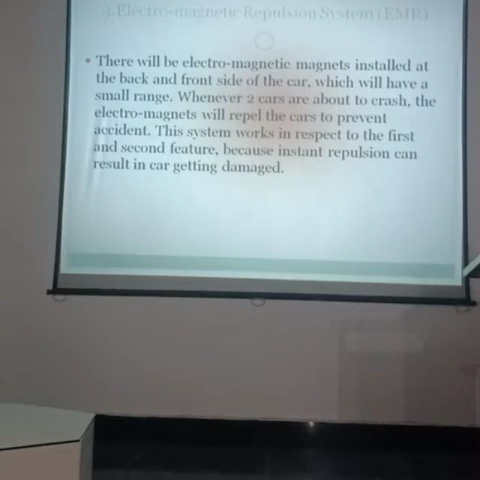 3.Electro-magnetic Repulsion System (EMR)
• There will be electro-magnetic magnets installed at
the back and front side of the car, which will have a
small range. Whenever 2 cars are about to crash, the
electro-magnets will repel the cars to prevent
accident. This system works in respect to the first
and second feature, because instant repulsion can
result in car getting damaged.